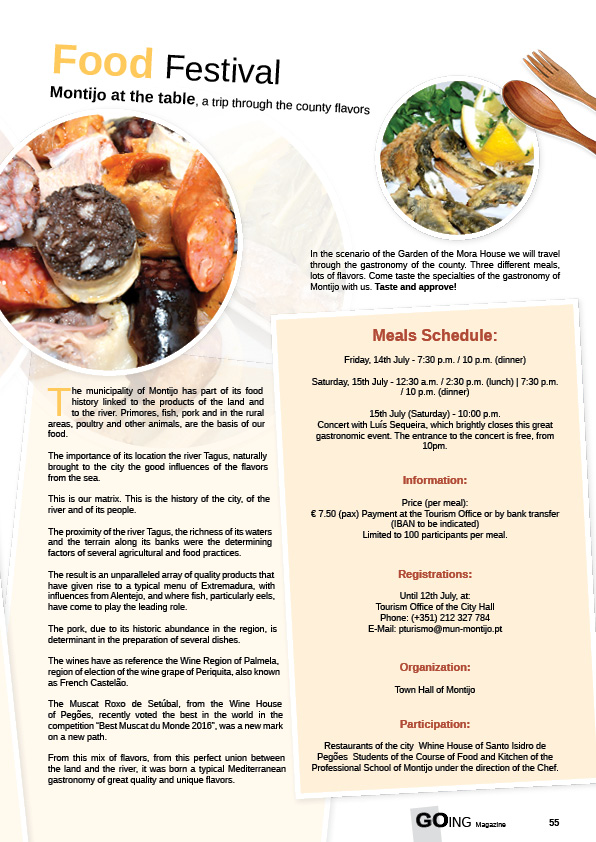 Food Festival
Montijo at the table, a trip through the county flavors
In the scenario of the Garden of the Mora House we will travel
through the gastronomy of the county. Three different meals,
lots of flavors. Come taste the specialties of the gastronomy of
Montijo with us. Taste and approve!
The municipality of Montijo has part of its food
history linked to the products of the land and
to the river. Primores, fish, pork and in the rural
areas, poultry and other animals, are the basis of our
food.
The importance of its location the river Tagus, naturally
brought to the city the good influences of the flavors
from the sea.
This is our matrix. This is the history of the city, of the
river and of its people.
The proximity of the river Tagus, the richness of its waters
and the terrain along its banks were the determining
factors of several agricultural and food practices.
The result is an unparalleled array of quality products that
have given rise to a typical menu of Extremadura, with
influences from Alentejo, and where fish, particularly eels,
have come to play the leading role.
The pork, due to its historic abundance in the region, is
determinant in the preparation of several dishes.
The wines have as reference the Wine Region of Palmela,
region of election of the wine grape of Periquita, also known
as French Castelão.
The Muscat Roxo de Setúbal, from the Wine House
of Pegões, recently voted the best in the world in the
competition "Best Muscat du Monde 2016", was a new mark
on a new path.
From this mix of flavors, from this perfect union between
the land and the river, it was born a typical Mediterranean
gastronomy of great quality and unique flavors.
Meals Schedule:
Friday, 14th July - 7:30 p.m. / 10 p.m. (dinner)
Saturday, 15th July - 12:30 a.m. / 2:30 p.m. (lunch) | 7:30 p.m.
/ 10 p.m. (dinner)
15th July (Saturday) - 10:00 p.m.
Concert with Luís Sequeira, which brightly closes this great
gastronomic event. The entrance to the concert is free, from
10pm.
Information:
Price (per meal):
€ 7.50 (pax) Payment at the Tourism Office or by bank transfer
(IBAN to be indicated)
Limited to 100 participants per meal.
Registrations:
Until 12th July, at:
Tourism Office of the City Hall
Phone: (+351) 212 327 784
E-Mail: pturismo@mun-montijo.pt
Organization:
Town Hall of Montijo
Participation:
Restaurants of the city Whine House of Santo Isidro de
Pegões Students of the Course of Food and Kitchen of the
Professional School of Montijo under the direction of the Chef.
GOING Magazine 55